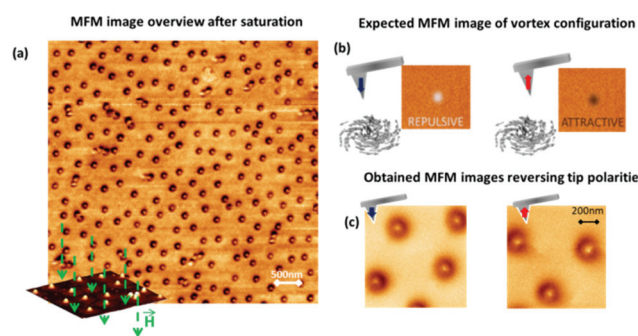 MFM image overview after saturation
(a)
500nm
H
Expected MFM image of vortex configuration
(b)
REPULSIVE
ATTRACTIVE
Obtained MFM images reversing tip polarities
(c)
200nm